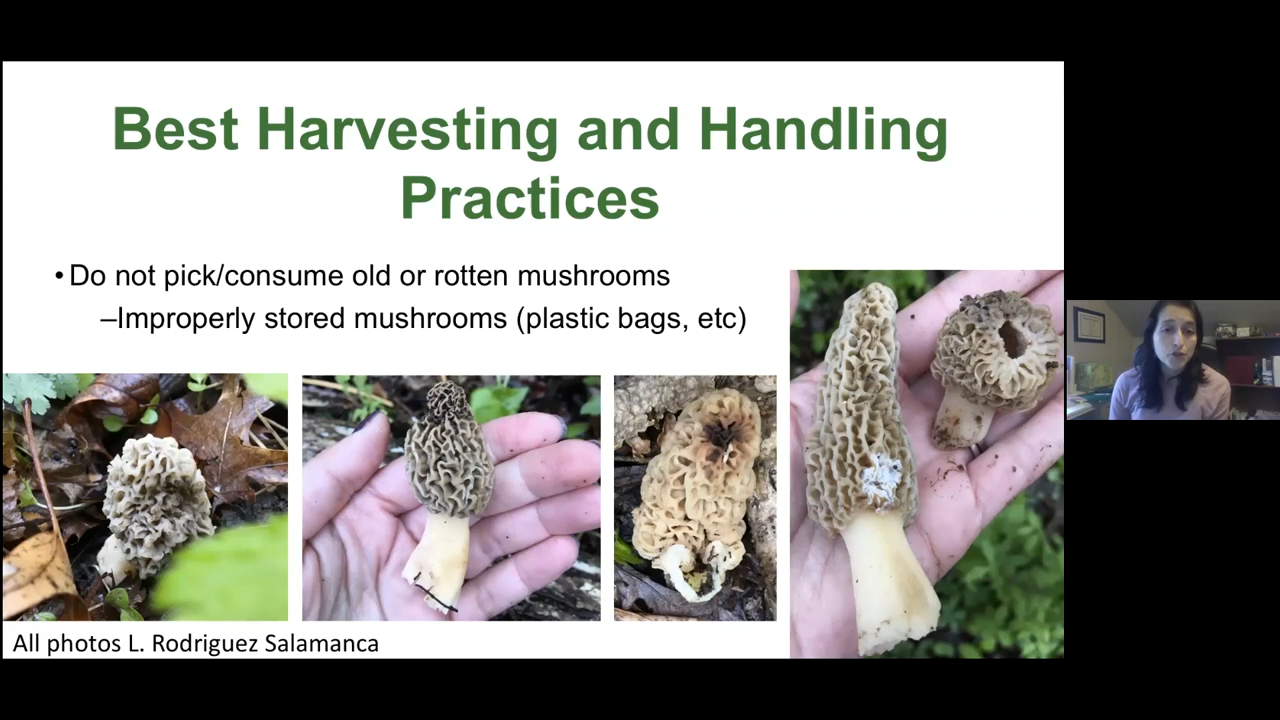 Best Harvesting and Handling
Practices
• Do not pick/consume old or rotten mushrooms
–Improperly stored mushrooms (plastic bags, etc)
All photos L. Rodriguez Salamanca